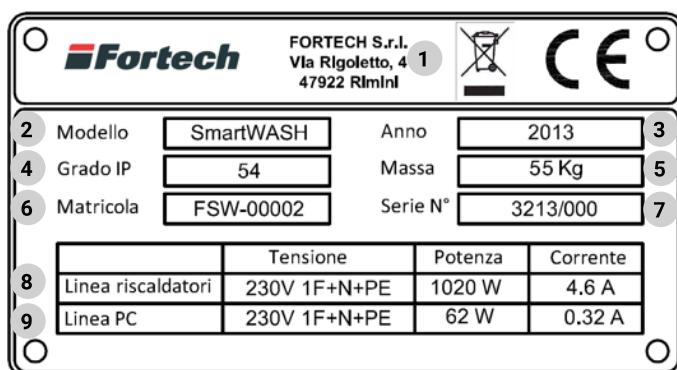 Fortech
FORTECH S.r.l.
Via Rigoletto, 4
47922 Rimini
1
CE
2 Modello SmartWASH Anno 2013 3
4 Grado IP 54 Massa 55 Kg 5
6 Matricola FSW-00002 Serie N° 3213/000 7
Tensione Potenza Corrente
8 Linea riscaldatori 230V 1F+N+PE 1020 W 4.6 A
9 Linea PC 230V 1F+N+PE 62 W 0.32 A